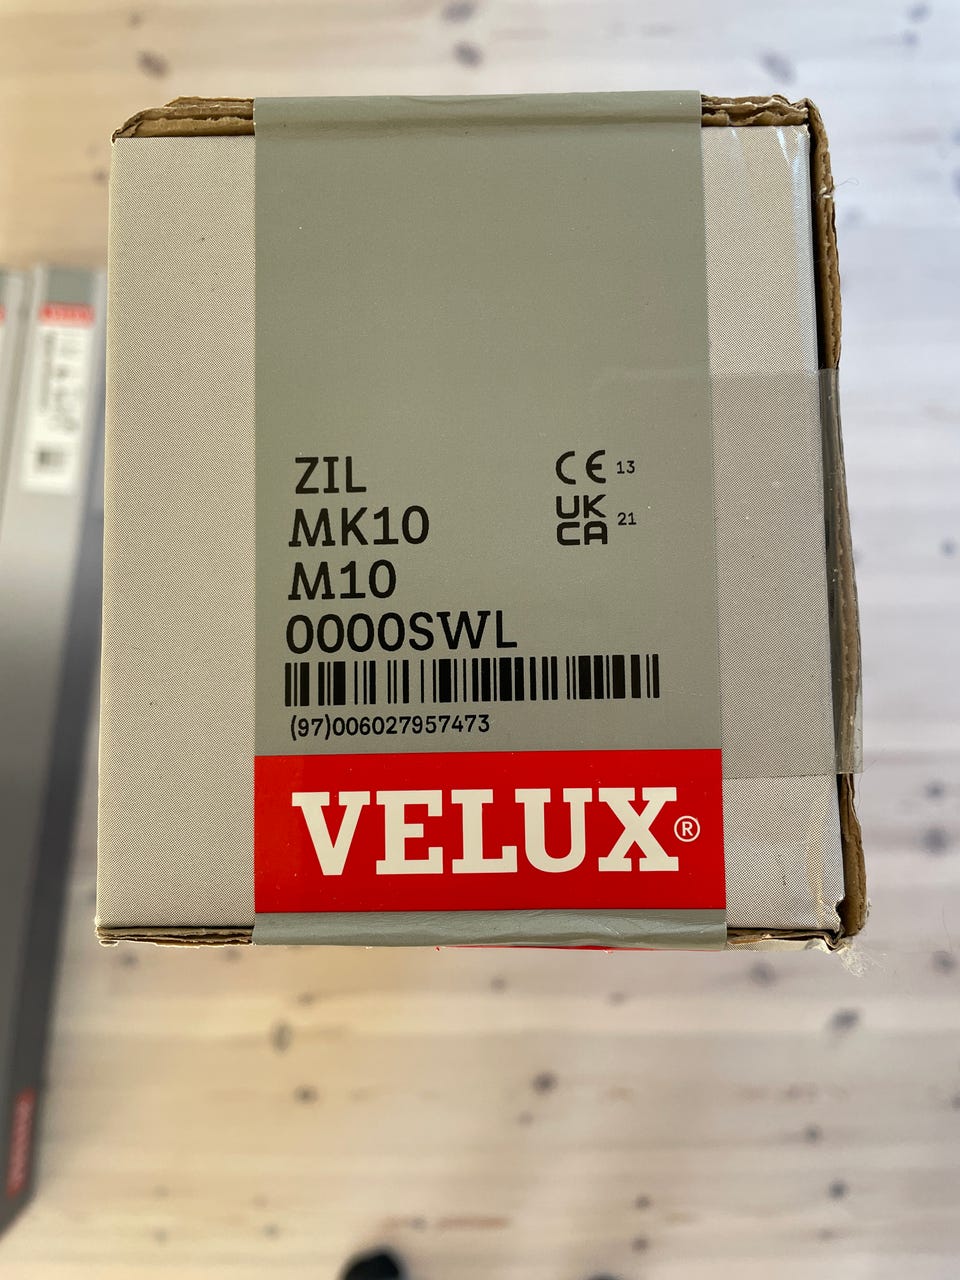 ZIL
MK10
M10
0000SWL
CE 13
UK
CA 21
(97)006027957473
VELUX®